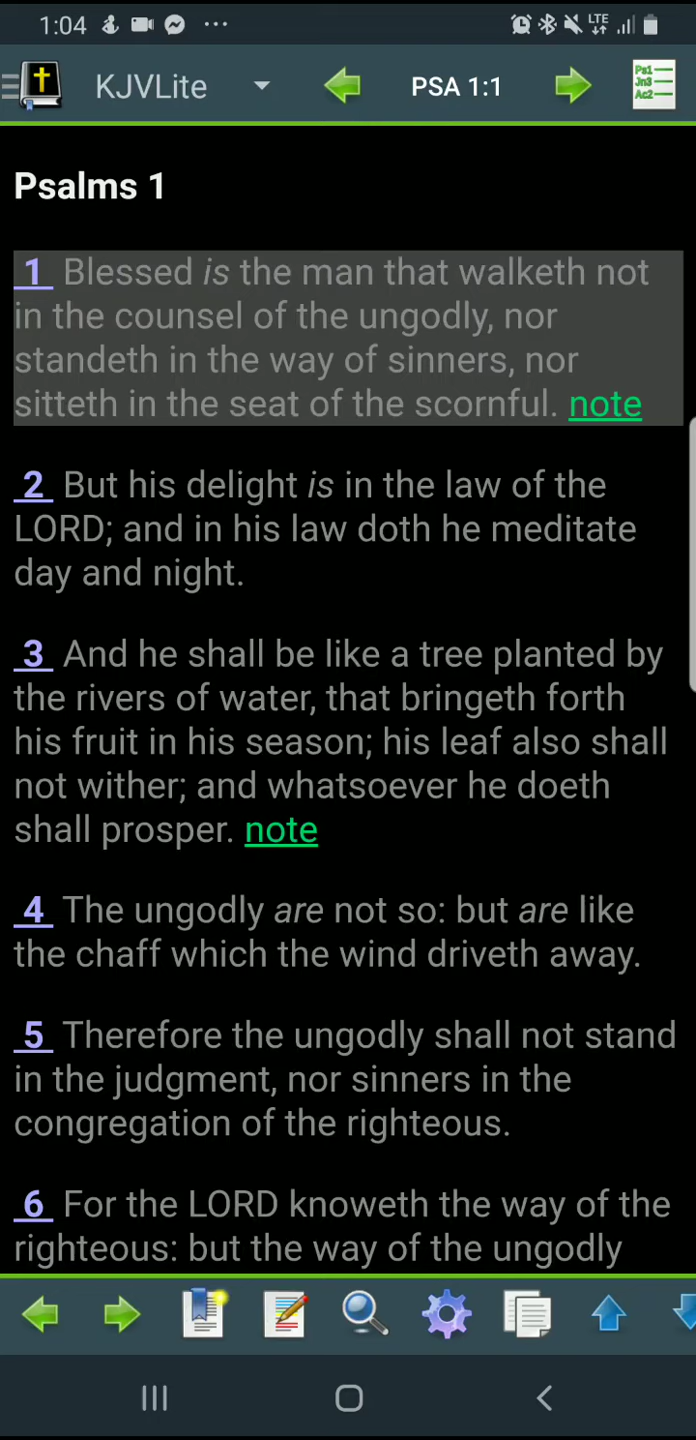 1:04
LTE
KJVLite
PSA 1:1
Ps1
Jn3
Ac2
Psalms 1
1 Blessed is the man that walketh not
in the counsel of the ungodly, nor
standeth in the way of sinners, nor
sitteth in the seat of the scornful. note
2 But his delight is in the law of the
LORD; and in his law doth he meditate
day and night.
3 And he shall be like a tree planted by
the rivers of water, that bringeth forth
his fruit in his season; his leaf also shall
not wither; and whatsoever he doeth
shall prosper. note
4 The ungodly are not so: but are like
the chaff which the wind driveth away.
5 Therefore the ungodly shall not stand
in the judgment, nor sinners in the
congregation of the righteous.
6 For the LORD knoweth the way of the
righteous: but the way of the ungodly